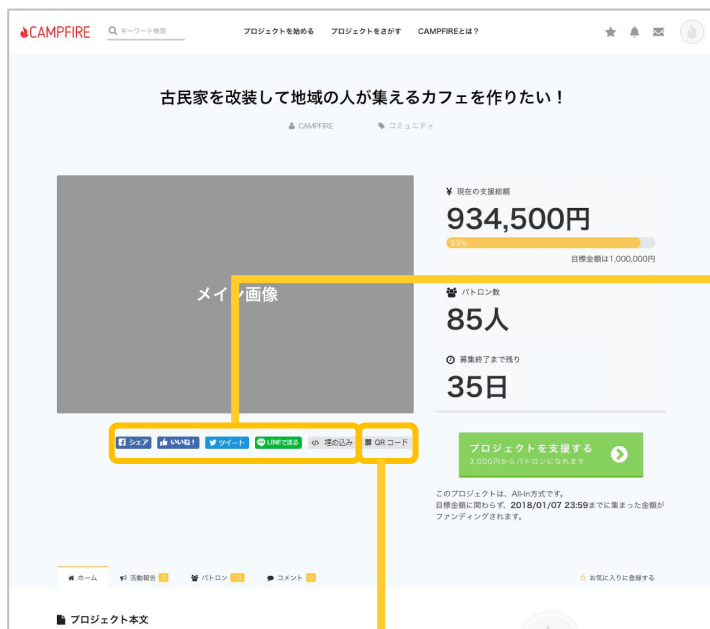 CAMPFIRE
キーワード検索
プロジェクトを始める プロジェクトをさがす CAMPFIREとは？
古民家を改装して地域の人が集えるカフェを作りたい！
CAMPFIRE コミュニティ
メイン画像
¥ 現在の支援総額
934,500円
93%
目標金額は1,000,000円
パトロン数
85人
募集終了まで残り
35日
シェア いいね！ ツイート LINEで送る </> 埋め込み QRコード
プロジェクトを支援する
3,000円からパトロンになれます
このプロジェクトは、All-In方式です。
目標金額に関わらず、2018/01/07 23:59までに集まった金額が
ファンディングされます。
ホーム 活動報告 0 パトロン 10 コメント 0
お気に入りに登録する
プロジェクト本文